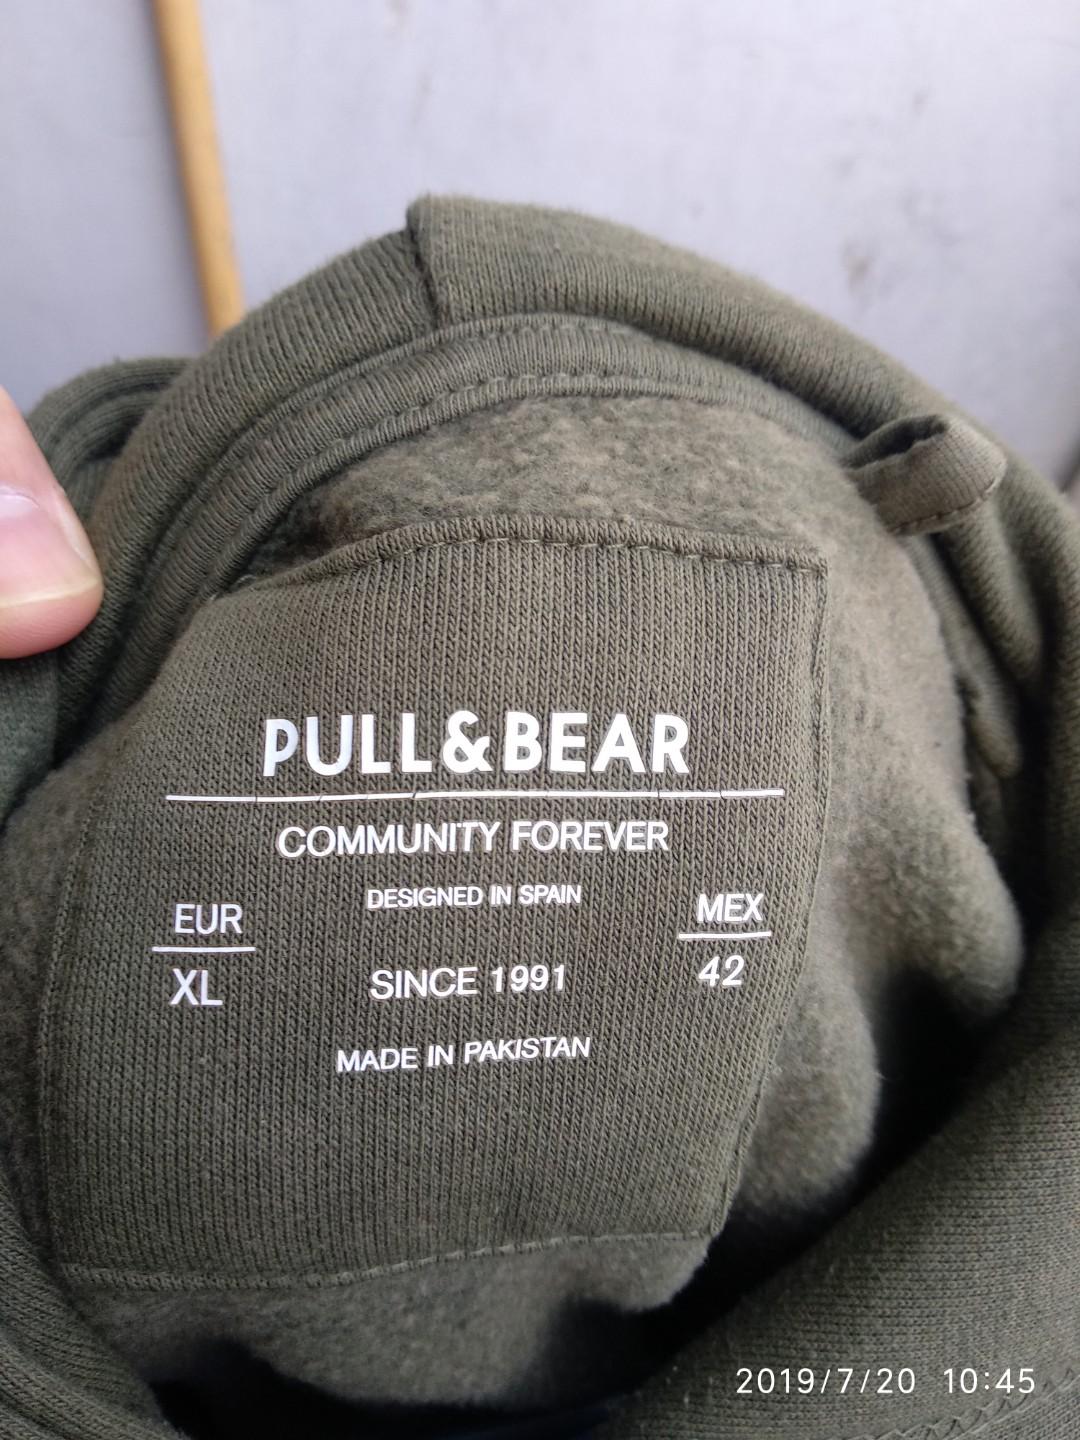 PULL&BEAR
COMMUNITY FOREVER
DESIGNED IN SPAIN
EUR
MEX
XL
SINCE 1991
42
MADE IN PAKISTAN
2019/7/20 10:45